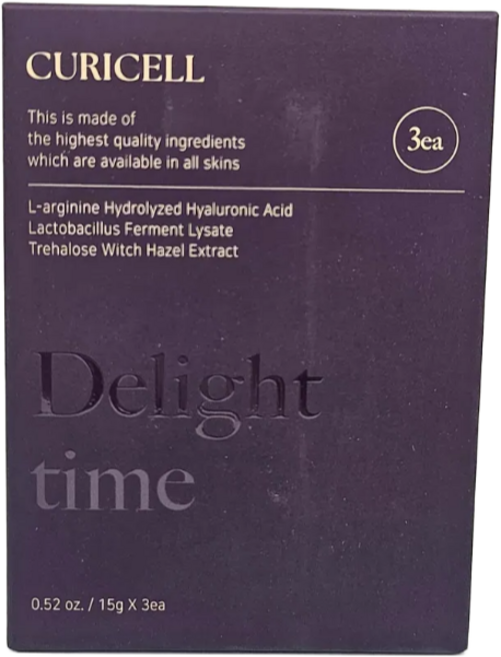 CURICELL
This is made of
the highest quality ingredients
which are available in all skins
3ea
L-arginine Hydrolyzed Hyaluronic Acid
Lactobacillus Ferment Lysate
Trehalose Witch Hazel Extract
Delight
time
0.52 oz. / 15g X 3ea